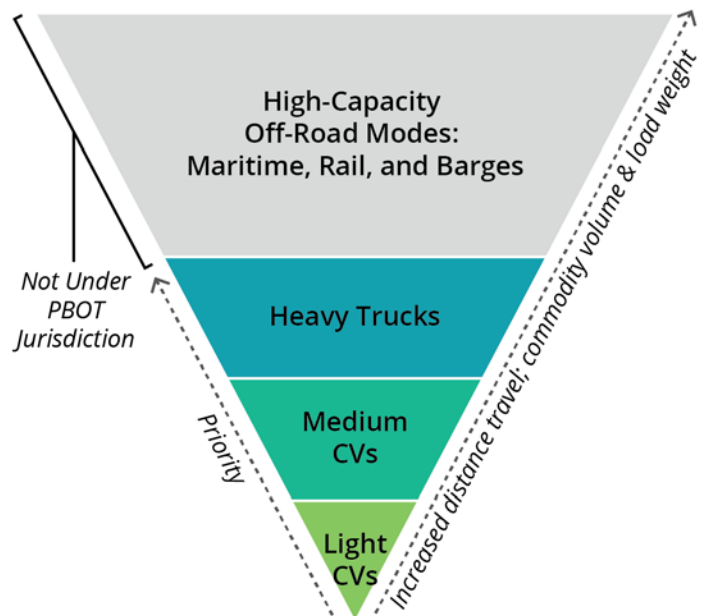 High-Capacity
Off-Road Modes:
Maritime, Rail, and Barges
Not Under
PBOT
Jurisdiction
Heavy Trucks
Medium
CVs
Light
CVs
Priority
Increased distance travel; commodity volume & load weight